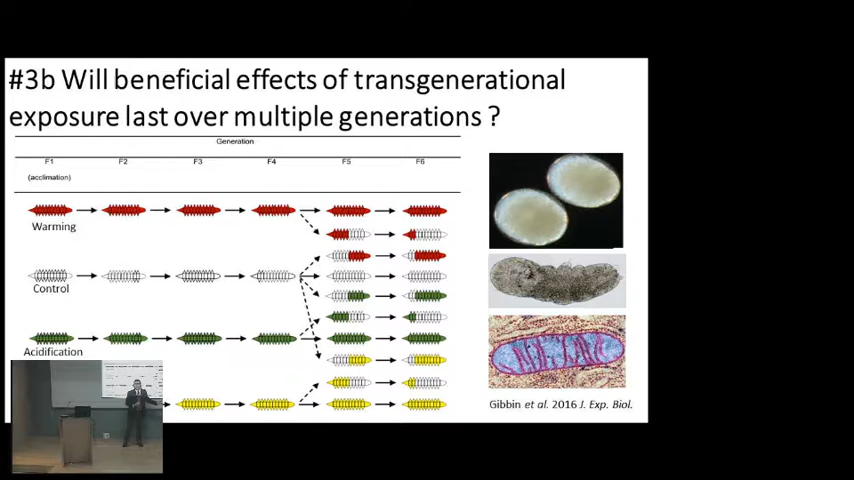 #3b Will beneficial effects of transgenerational
exposure last over multiple generations ?
Generation
F1 F2 F3 F4 F5 F6
(acclimation)
Warming
Control
Acidification
Gibbin et al. 2016 J. Exp. Biol.